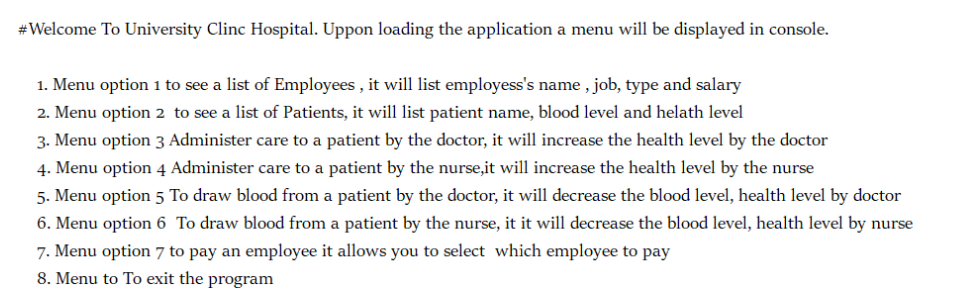 #Welcome To University Clinc Hospital. Uppon loading the application a menu will be displayed in console.
1. Menu option 1 to see a list of Employees , it will list employess's name , job, type and salary
2. Menu option 2  to see a list of Patients, it will list patient name, blood level and helath level
3. Menu option 3 Administer care to a patient by the doctor, it will increase the health level by the doctor
4. Menu option 4 Administer care to a patient by the nurse,it will increase the health level by the nurse
5. Menu option 5 To draw blood from a patient by the doctor, it will decrease the blood level, health level by doctor
6. Menu option 6  To draw blood from a patient by the nurse, it it will decrease the blood level, health level by nurse
7. Menu option 7 to pay an employee it allows you to select  which employee to pay
8. Menu to To exit the program